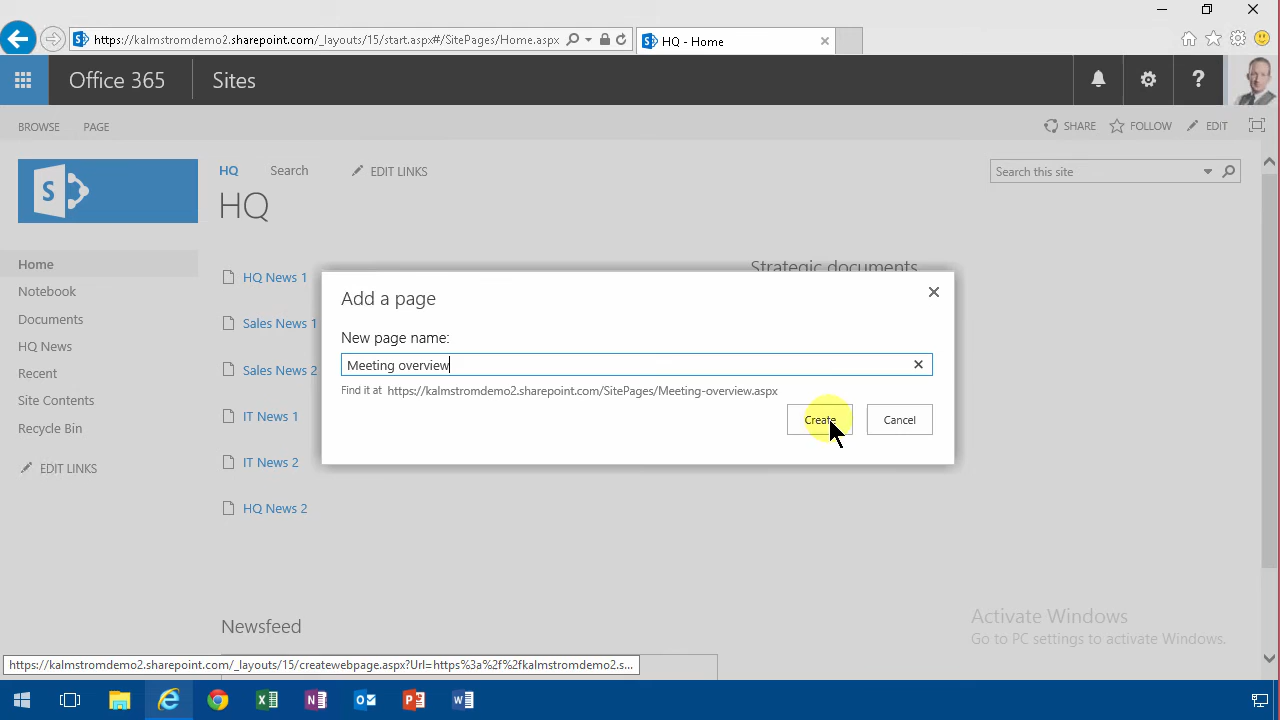 https://kalmstromdemo2.sharepoint.com/_layouts/15/start.aspx#/SitePages/Home.aspx
HQ - Home
Office 365
Sites
?
BROWSE
PAGE
SHARE
FOLLOW
EDIT
HQ
Search
EDIT LINKS
Search this site
HQ
Home
Notebook
Documents
HQ News
Recent
Site Contents
Recycle Bin
EDIT LINKS
HQ News 1
Sales News 1
Sales News 2
IT News 1
IT News 2
HQ News 2
Strategic documents
Add a page
New page name:
Meeting overview
Find it at https://kalmstromdemo2.sharepoint.com/SitePages/Meeting-overview.aspx
Create
Cancel
Newsfeed
Activate Windows
Go to PC settings to activate Windows.
https://kalmstromdemo2.sharepoint.com/_layouts/15/createwebpage.aspx?Url=https%3a%2f%2fkalmstromdemo2.s...